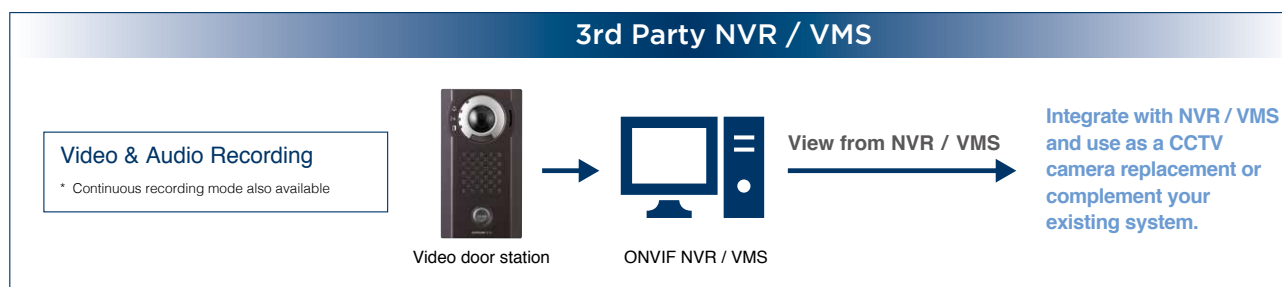 3rd Party NVR / VMS
Video & Audio Recording
* Continuous recording mode also available
Video door station
ONVIF NVR / VMS
View from NVR / VMS
Integrate with NVR / VMS
and use as a CCTV
camera replacement or
complement your
existing system.